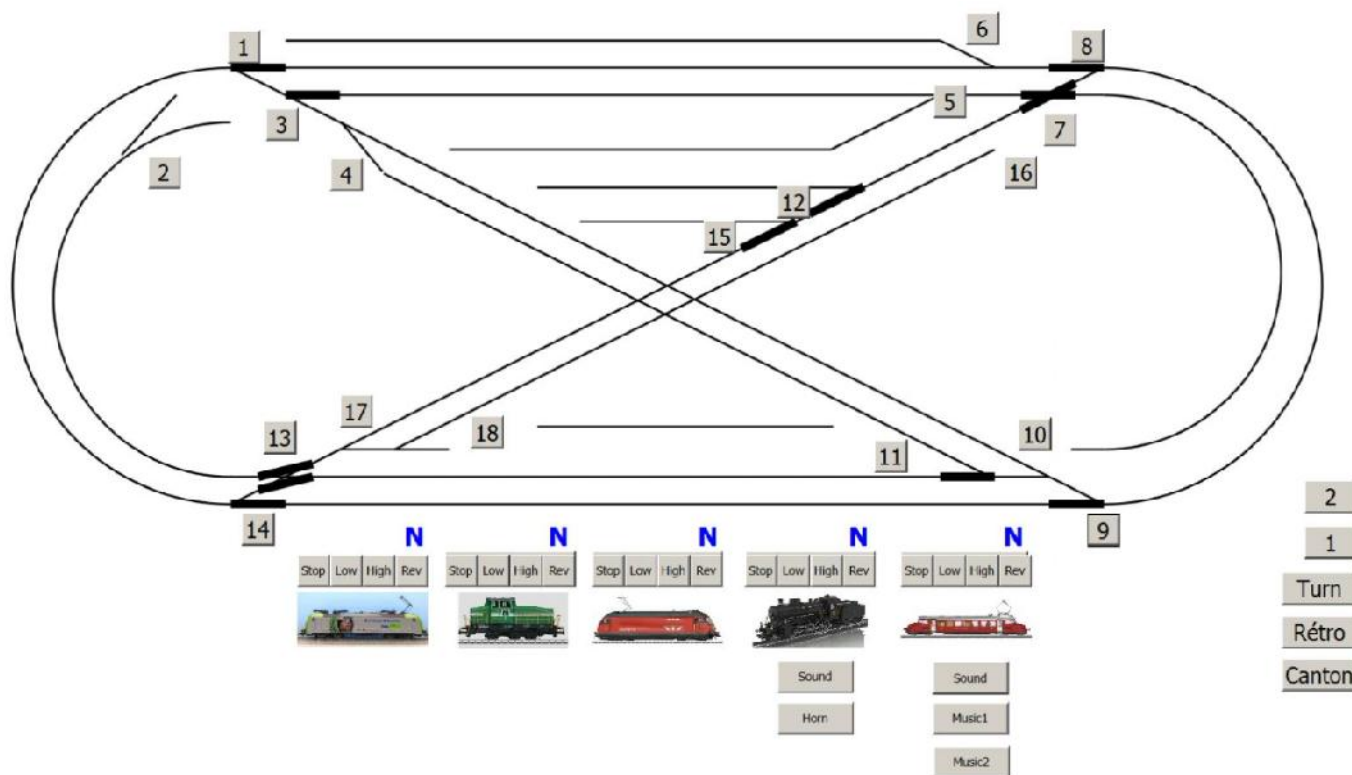 1
6
8
3
5
7
2
4
16
12
15
17
13
18
11
10
14
9
2
1
Turn
Rétro
Canton
N N N N N
Stop Low High Rev Stop Low High Rev Stop Low High Rev Stop Low High Rev Stop Low High Rev
Sound Sound
Horn Music1
Music2